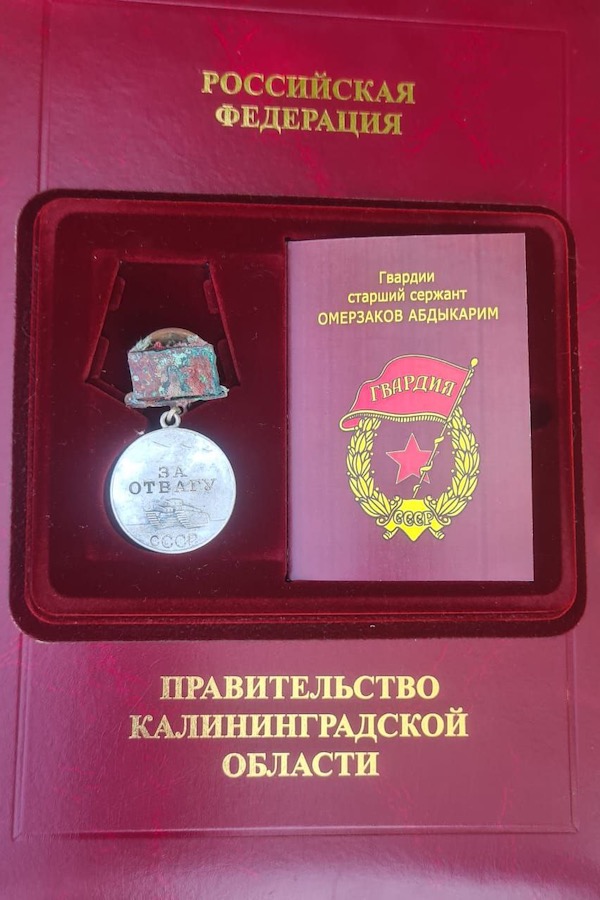 РОССИЙСКАЯ
ФЕДЕРАЦИЯ
ЗА
ОТВАГУ
СССР
Гвардии
старший сержант
ОМЕРЗАКОВ АБДЫКАРИМ
ГВАРДИЯ
СССР
ПРАВИТЕЛЬСТВО
КАЛИНИНГРАДСКОЙ
ОБЛАСТИ